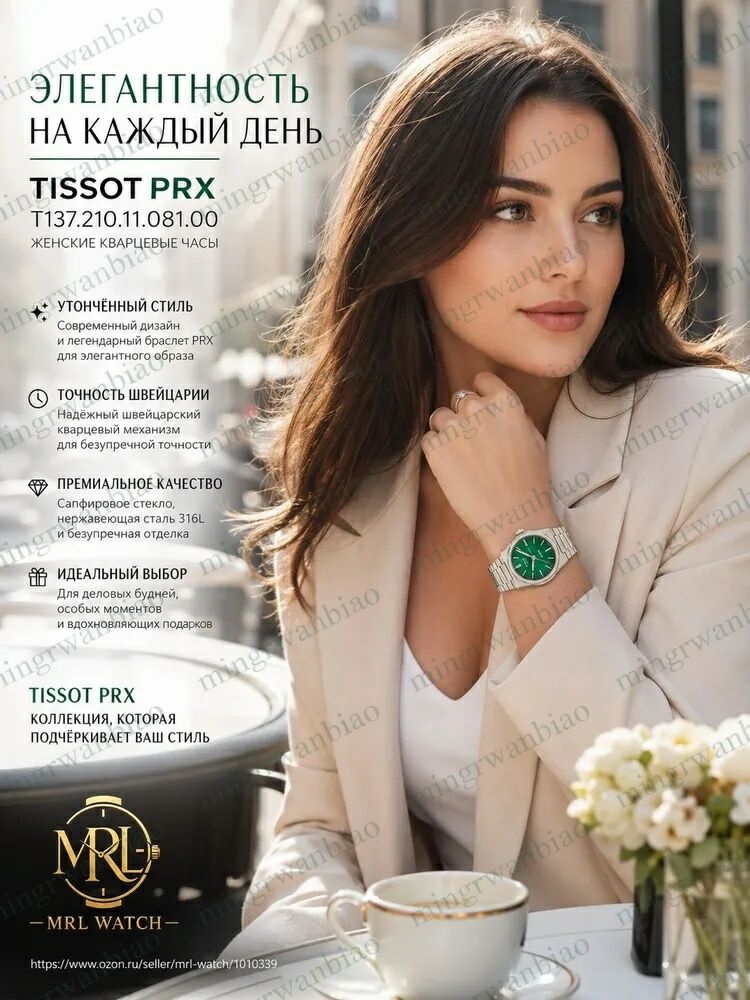 ЭЛЕГАНТНОСТЬ
НА КАЖДЫЙ ДЕНЬ
TISSOT PRX
T137.210.11.081.00
ЖЕНСКИЕ КВАРЦЕВЫЕ ЧАСЫ
УТОНЧЁННЫЙ СТИЛЬ
Современный дизайн
и легендарный браслет PRX
для элегантного образа
ТОЧНОСТЬ ШВЕЙЦАРИИ
Надёжный швейцарский
кварцевый механизм
для безупречной точности
ПРЕМИАЛЬНОЕ КАЧЕСТВО
Сапфировое стекло,
нержавеющая сталь 316L
и безупречная отделка
ИДЕАЛЬНЫЙ ВЫБОР
Для деловых будней,
особых моментов
и вдохновляющих подарков
TISSOT PRX
КОЛЛЕКЦИЯ, КОТОРАЯ
ПОДЧЁРКИВАЕТ ВАШ СТИЛЬ
MRL
MRL WATCH
https://www.ozon.ru/seller/mrl-watch/1010339
mingrwanbiao